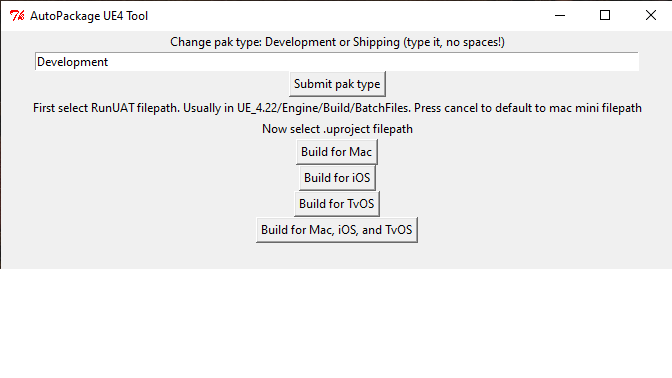 AutoPackage UE4 Tool
Change pak type: Development or Shipping (type it, no spaces!)
Development
Submit pak type
First select RunUAT filepath. Usually in UE_4.22/Engine/Build/BatchFiles. Press cancel to default to mac mini filepath
Now select .uproject filepath
Build for Mac
Build for iOS
Build for TvOS
Build for Mac, iOS, and TvOS